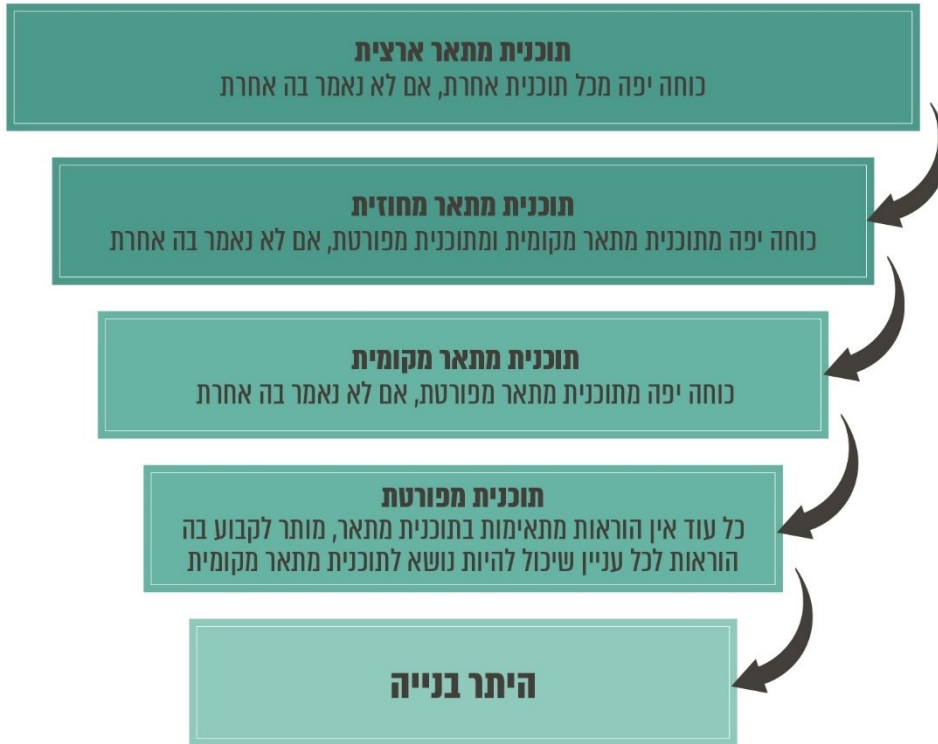 תוכנית מתאר ארצית
כוחה יפה מכל תוכנית אחרת, אם לא נאמר בה אחרת
תוכנית מתאר מחוזית
כוחה יפה מתוכנית מתאר מקומית ומתוכנית מפורטת, אם לא נאמר בה אחרת
תוכנית מתאר מקומית
כוחה יפה מתוכנית מתאר מפורטת, אם לא נאמר בה אחרת
תוכנית מפורטת
כל עוד אין הוראות מתאימות בתוכנית מתאר, מותר לקבוע בה
הוראות לכל עניין שיכול להיות נושא לתוכנית מתאר מקומית
היתר בנייה